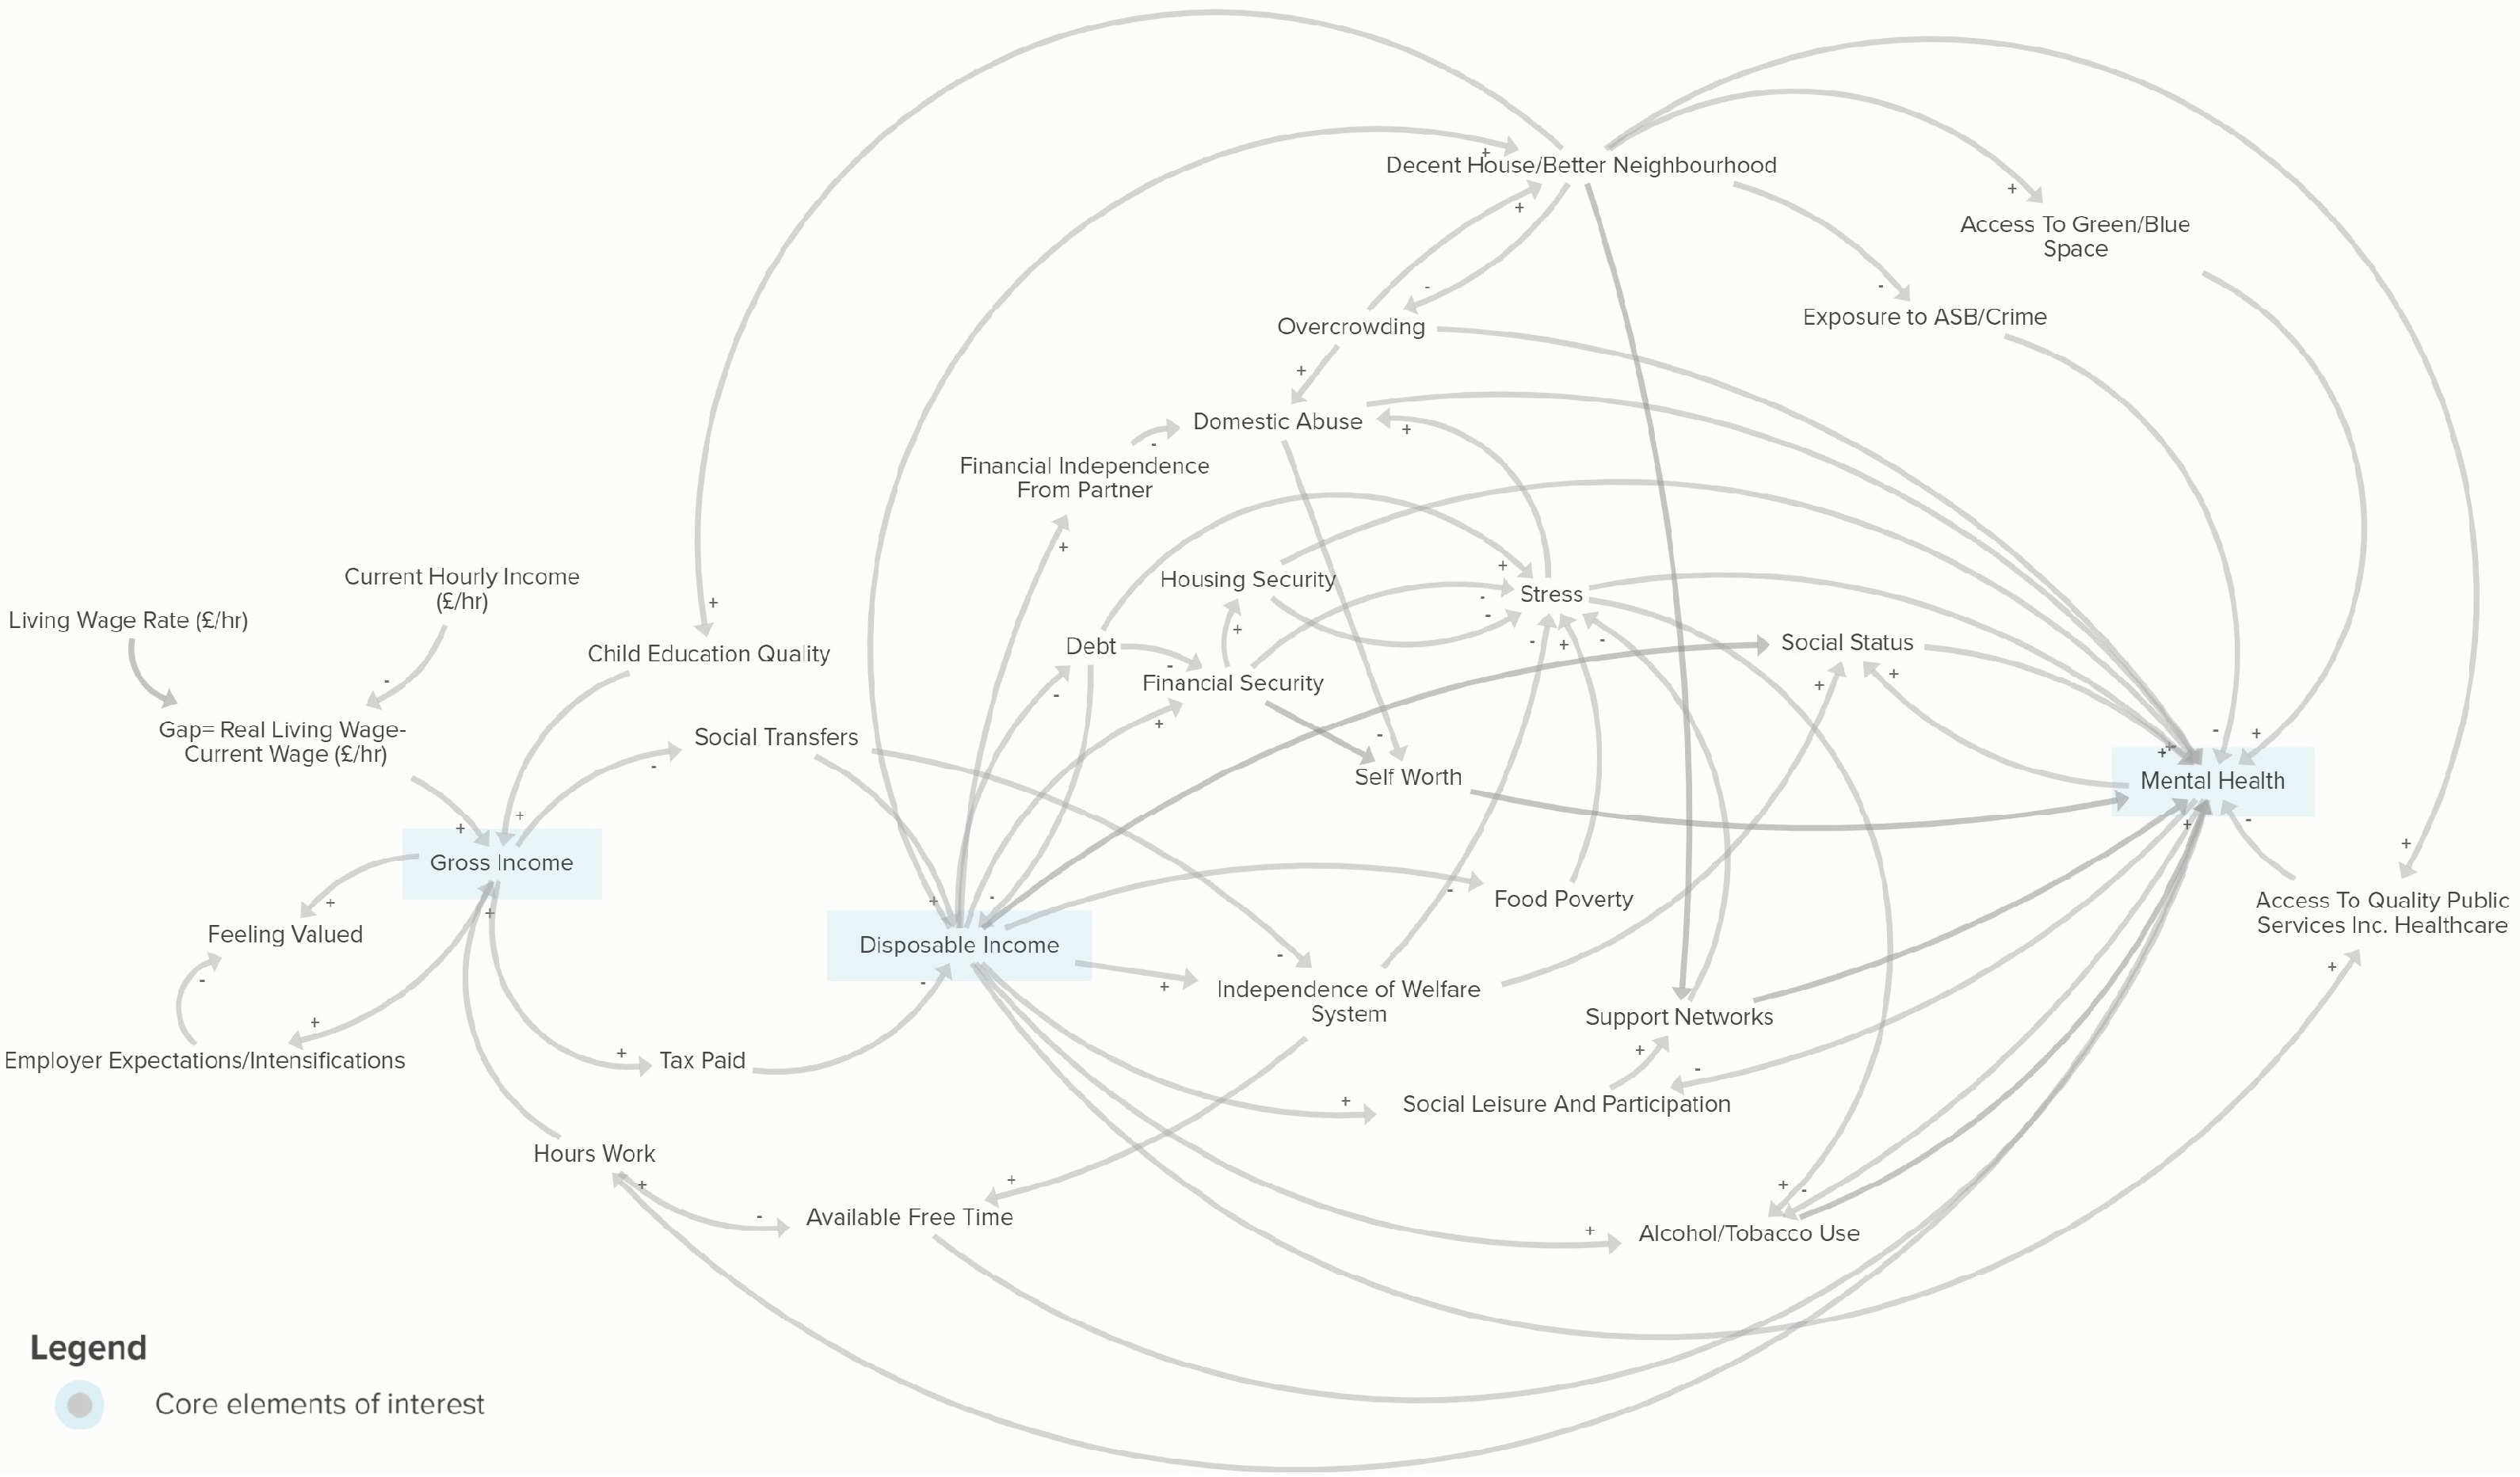 Decent House/Better Neighbourhood
Access To Green/Blue
Space
Exposure to ASB/Crime
Overcrowding
Domestic Abuse
Financial Independence
From Partner
Current Hourly Income
(£/hr)
Living Wage Rate (£/hr)
Housing Security
Stress
Child Education Quality
Debt
Social Status
Financial Security
Gap= Real Living Wage-
Current Wage (£/hr)
Social Transfers
Self Worth
Mental Health
Gross Income
Food Poverty
Access To Quality Public
Services Inc. Healthcare
Feeling Valued
Disposable Income
Independence of Welfare
System
Support Networks
Employer Expectations/Intensifications
Tax Paid
Social Leisure And Participation
Hours Work
Available Free Time
Alcohol/Tobacco Use
Legend
Core elements of interest